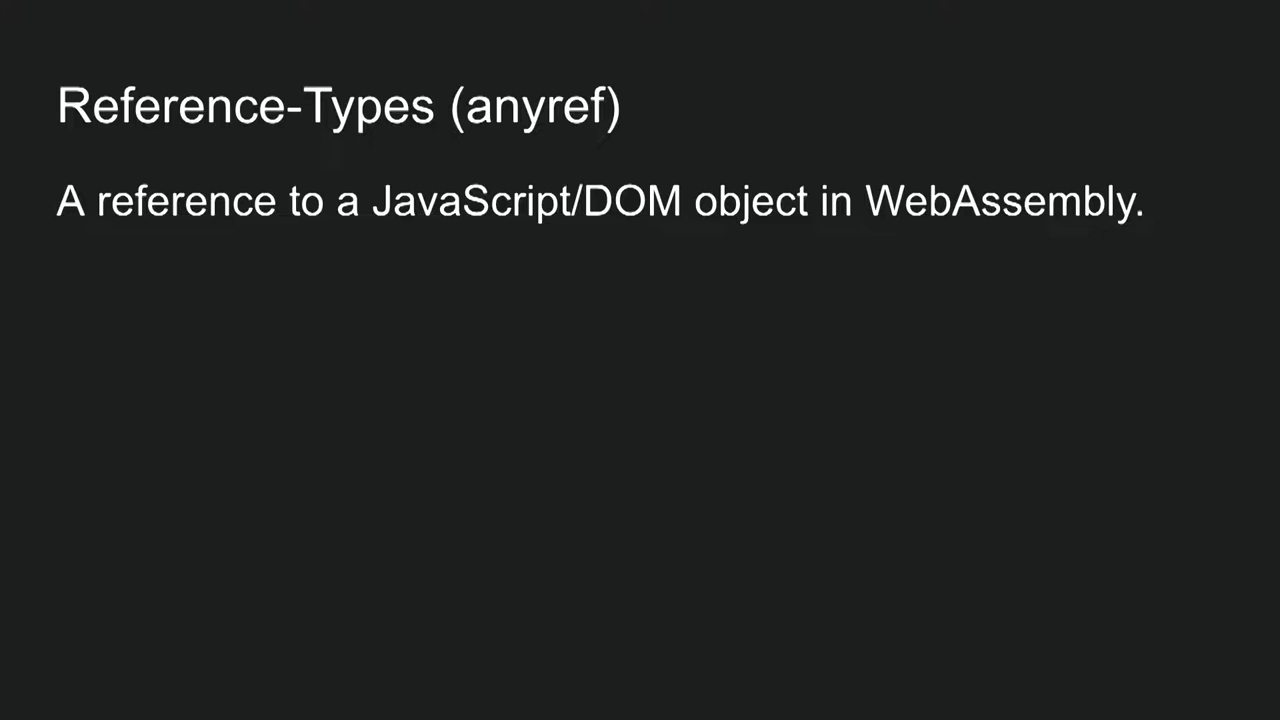 Reference-Types (anyref)
A reference to a JavaScript/DOM object in WebAssembly.